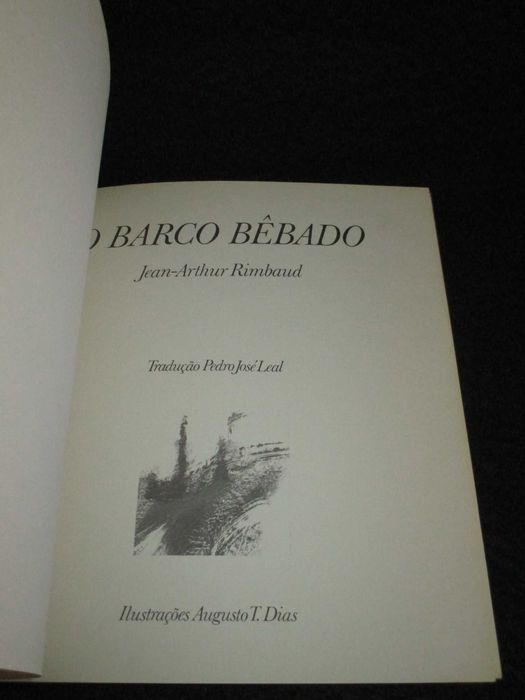 O BARCO BÊBADO
Jean-Arthur Rimbaud
Tradução Pedro José Leal
Ilustrações Augusto T. Dias